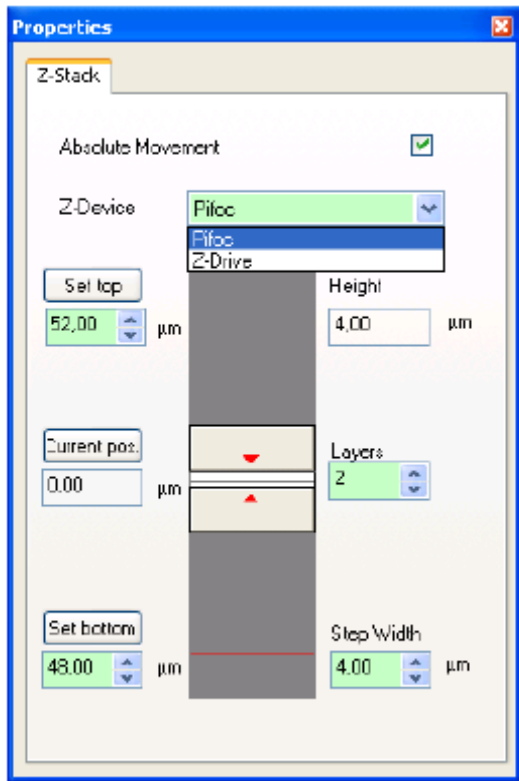 Properties
Z-Stack
Absolute Movement
Z-Device
Pifoc
Pifoc
Z-Drive
Set top
Height
52,00
µm
4,00
µm
Current pos.
Layers
0.00
µm
2
Set bottom
Step Width
48.00
µm
4.00
µm